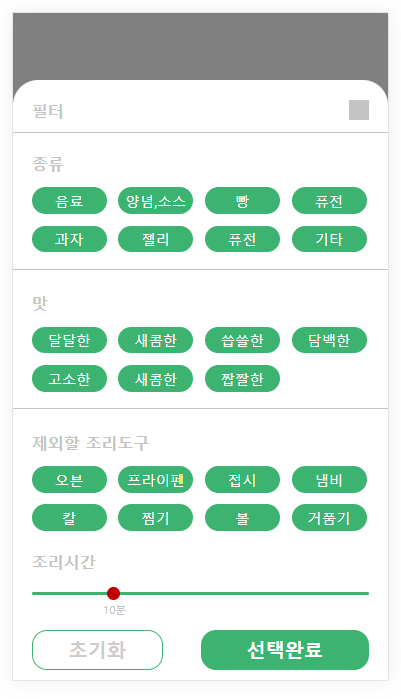 필터
종류
음료 양념,소스 빵 퓨전
과자 젤리 퓨전 기타
맛
달달한 새콤한 씁쓸한 담백한
고소한 새콤한 짭짤한
제외할 조리도구
오븐 프라이펜 접시 냄비
칼 찜기 볼 거품기
조리시간
10분
초기화 선택완료